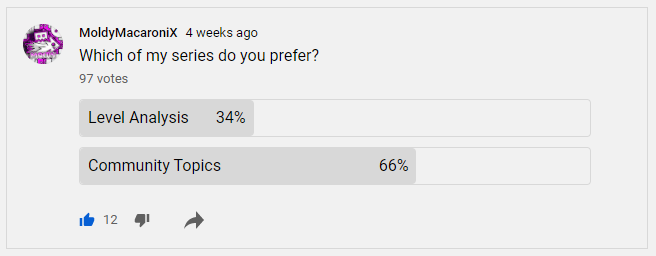 MoldyMacaroniX 4 weeks ago
Which of my series do you prefer?
97 votes
Level Analysis 34%
Community Topics 66%
12